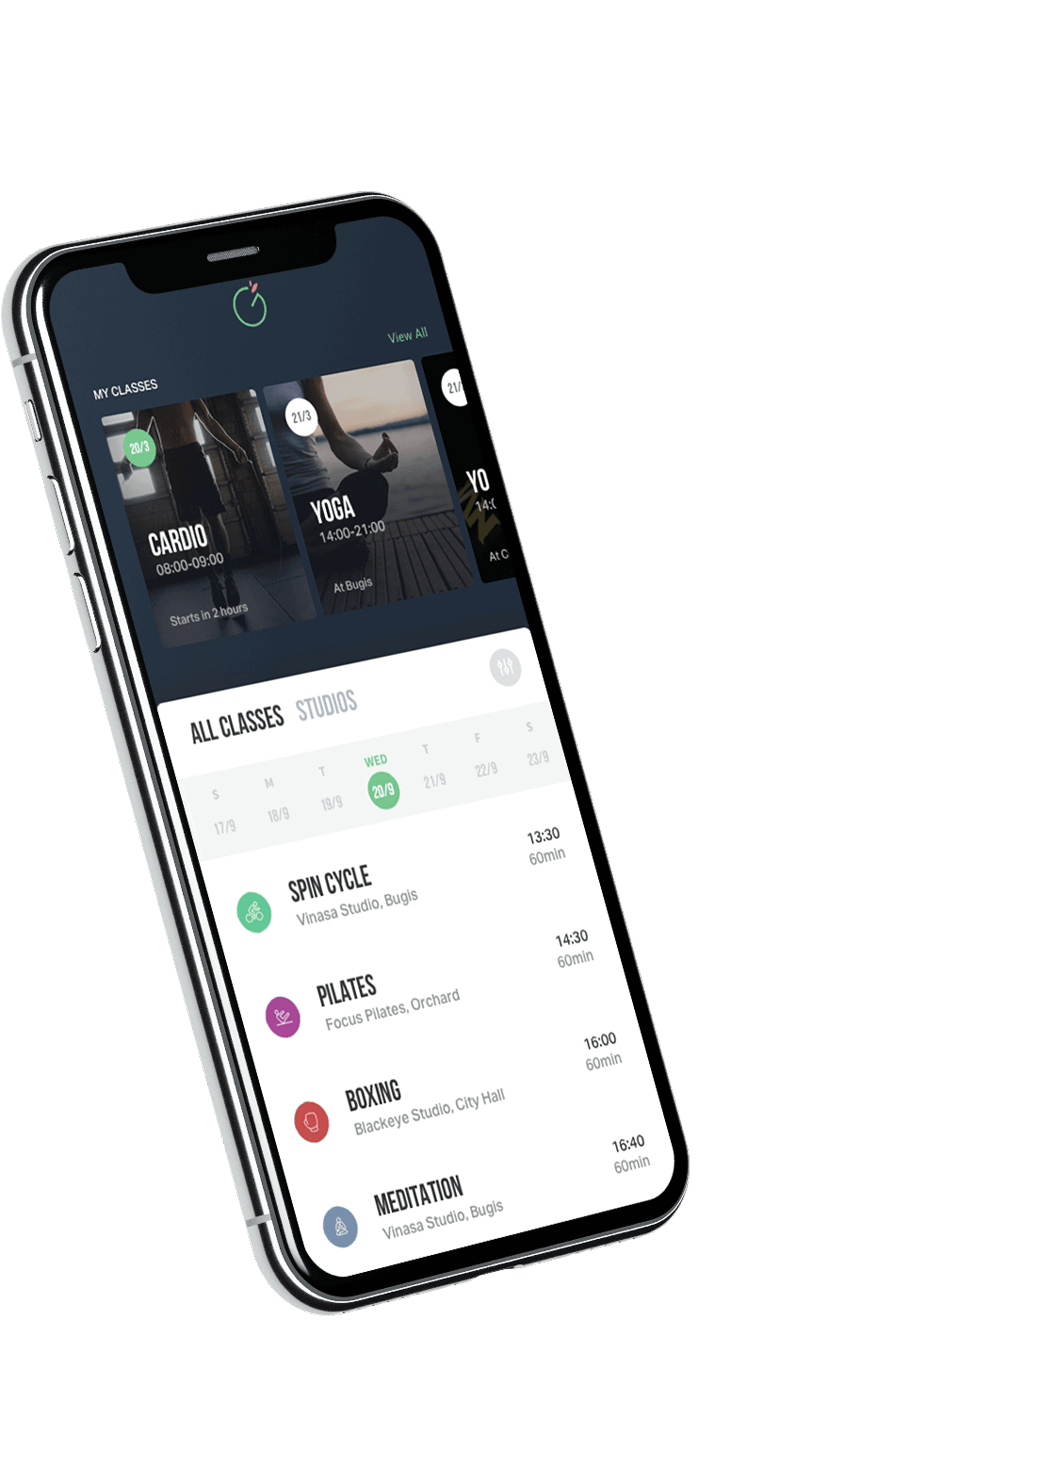 View All
MY CLASSES
20/3
CARDIO
08:00-09:00
Starts in 2 hours
21/3
YOGA
14:00-21:00
At Bugis
21/
YO
14:0
At C
ALL CLASSES STUDIOS
S M T WED T F S
17/9 18/9 19/9 20/9 21/9 22/9 23/9
SPIN CYCLE
Vinasa Studio, Bugis
13:30
60min
PILATES
Focus Pilates, Orchard
14:30
60min
BOXING
Blackeye Studio, City Hall
16:00
60min
MEDITATION
Vinasa Studio, Bugis
16:40
60min